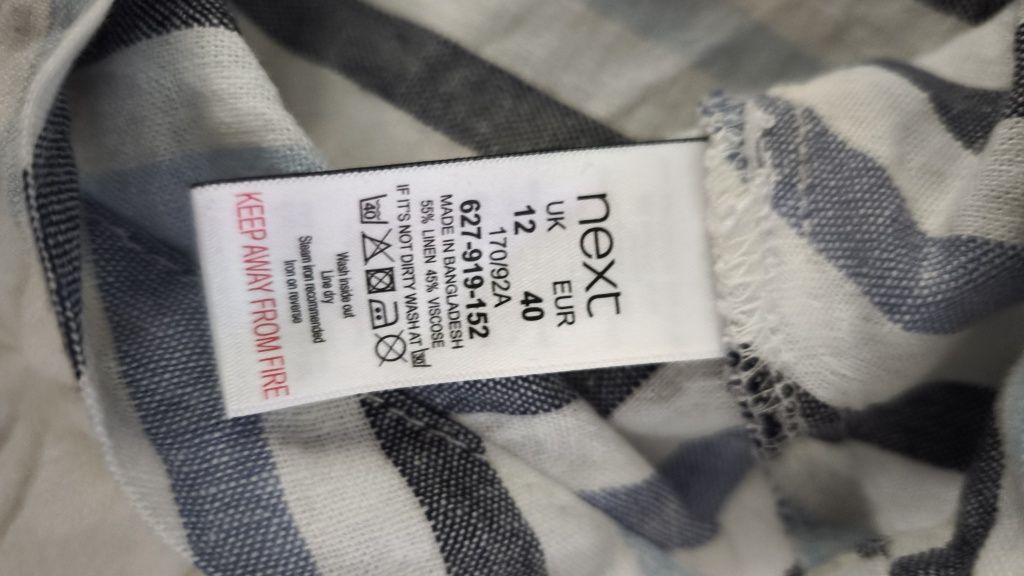 next
UK EUR
12 40
170/92A
627-919-152
MADE IN BANGLADESH
55% LINEN 45% VISCOSE
IF IT'S NOT DIRTY WASH AT 30°
40
Wash inside out
Line dry
Steam iron recommended
Iron on reverse
KEEP AWAY FROM FIRE